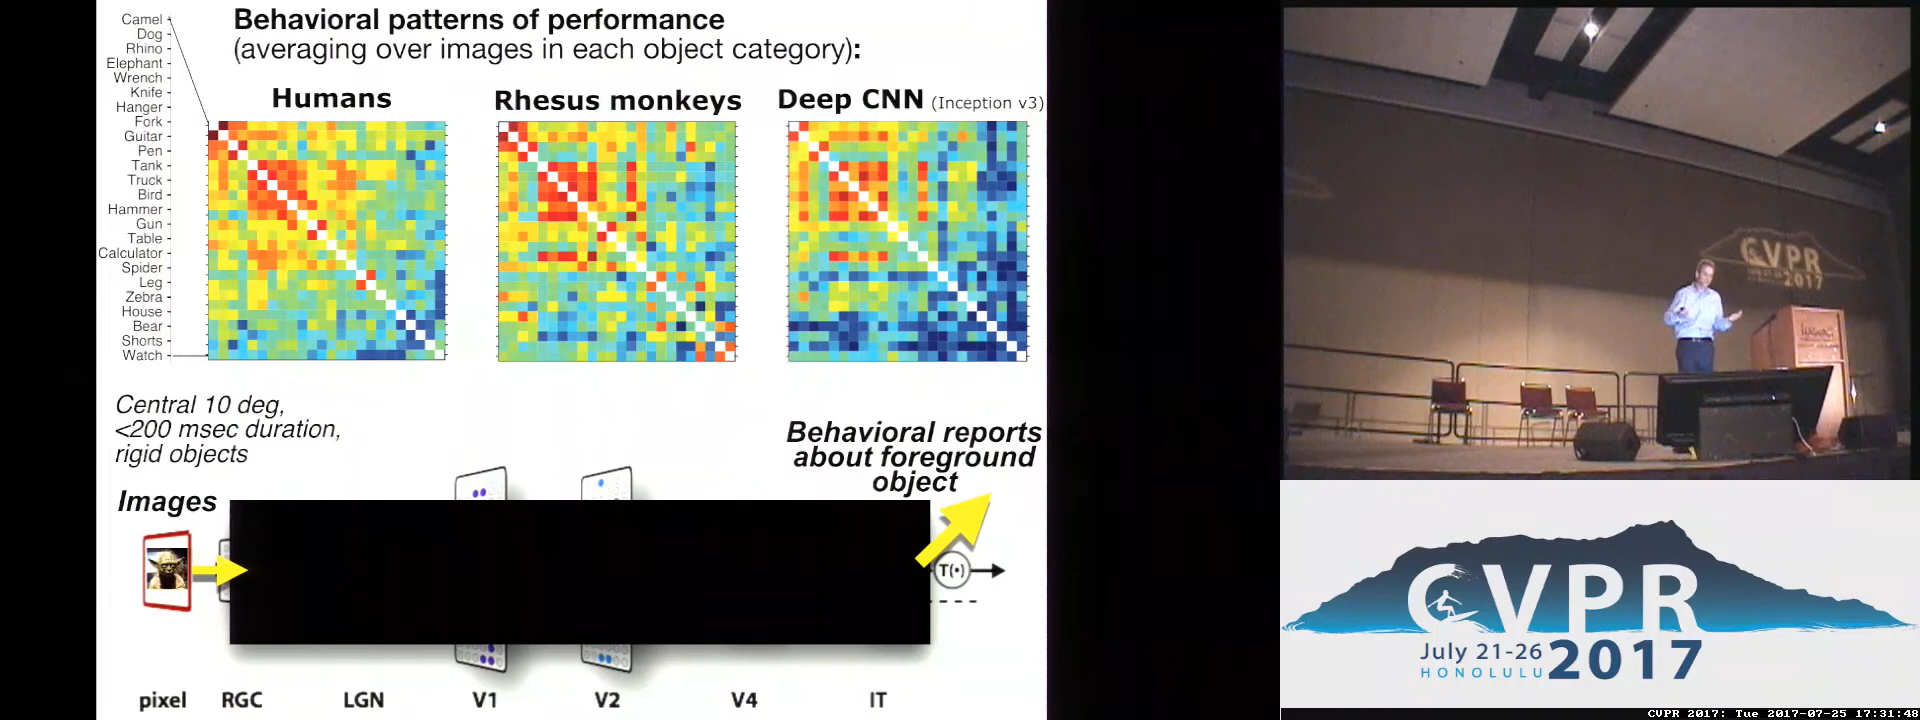 Behavioral patterns of performance
(averaging over images in each object category):
Humans
Rhesus monkeys
Deep CNN (Inception v3)
Camel
Dog
Rhino
Elephant
Wrench
Knife
Hanger
Fork
Guitar
Pen
Tank
Truck
Bird
Hammer
Gun
Table
Calculator
Spider
Leg
Zebra
House
Bear
Shorts
Watch
Central 10 deg,
<200 msec duration,
rigid objects
Behavioral reports
about foreground
object
Images
T(•)
pixel
RGC
LGN
V1
V2
V4
IT
CVPR
2017
CVPR
July 21-26
HONOLULU
2017
CVPR 2017: Tue 2017-07-25 17:31:48